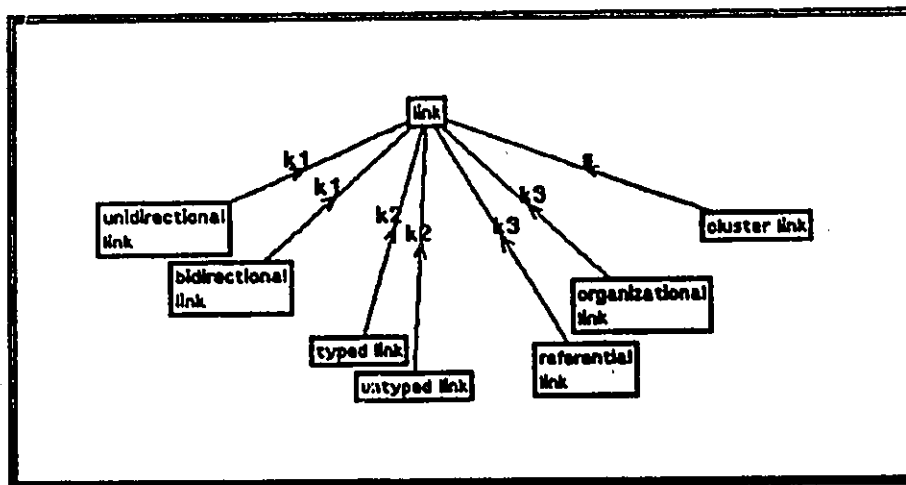 link
k1
k1
k2
k2
k3
k3
unidirectional
link
bidirectional
link
typed link
untyped link
referential
link
organizational
link
cluster link